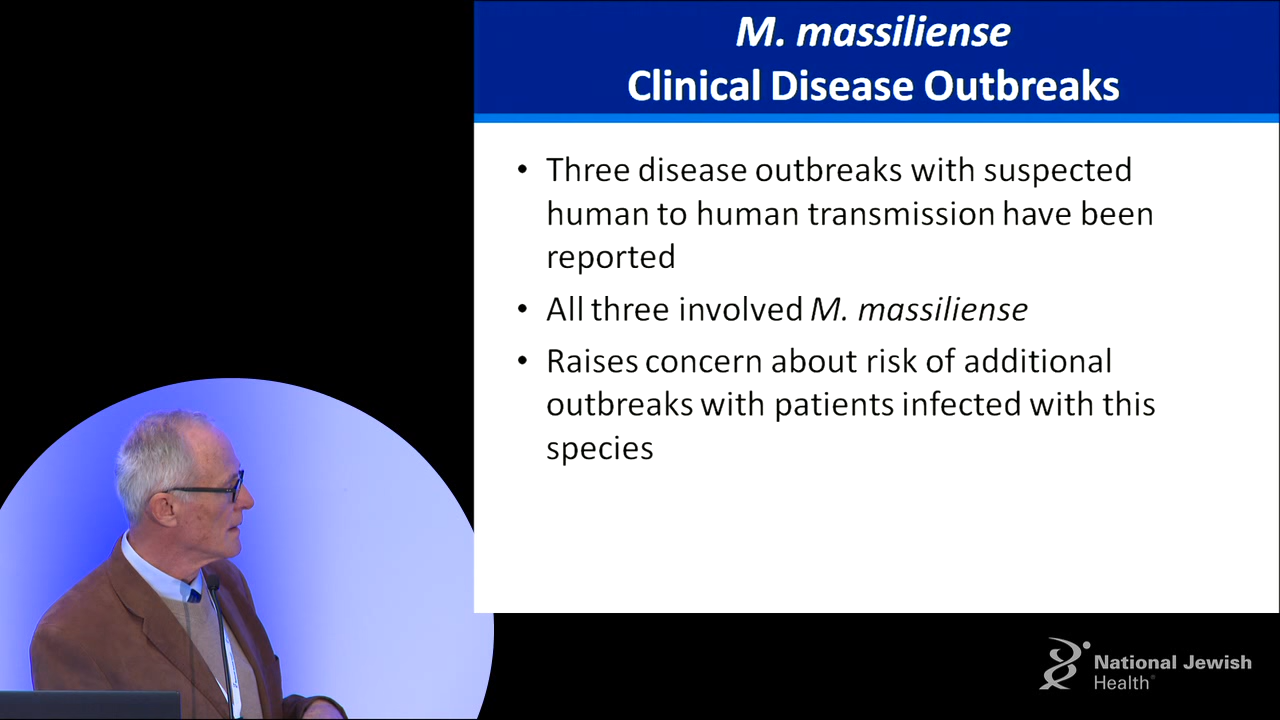 M. massiliense
Clinical Disease Outbreaks
• Three disease outbreaks with suspected
human to human transmission have been
reported
• All three involved M. massiliense
• Raises concern about risk of additional
outbreaks with patients infected with this
species
National Jewish
Health®